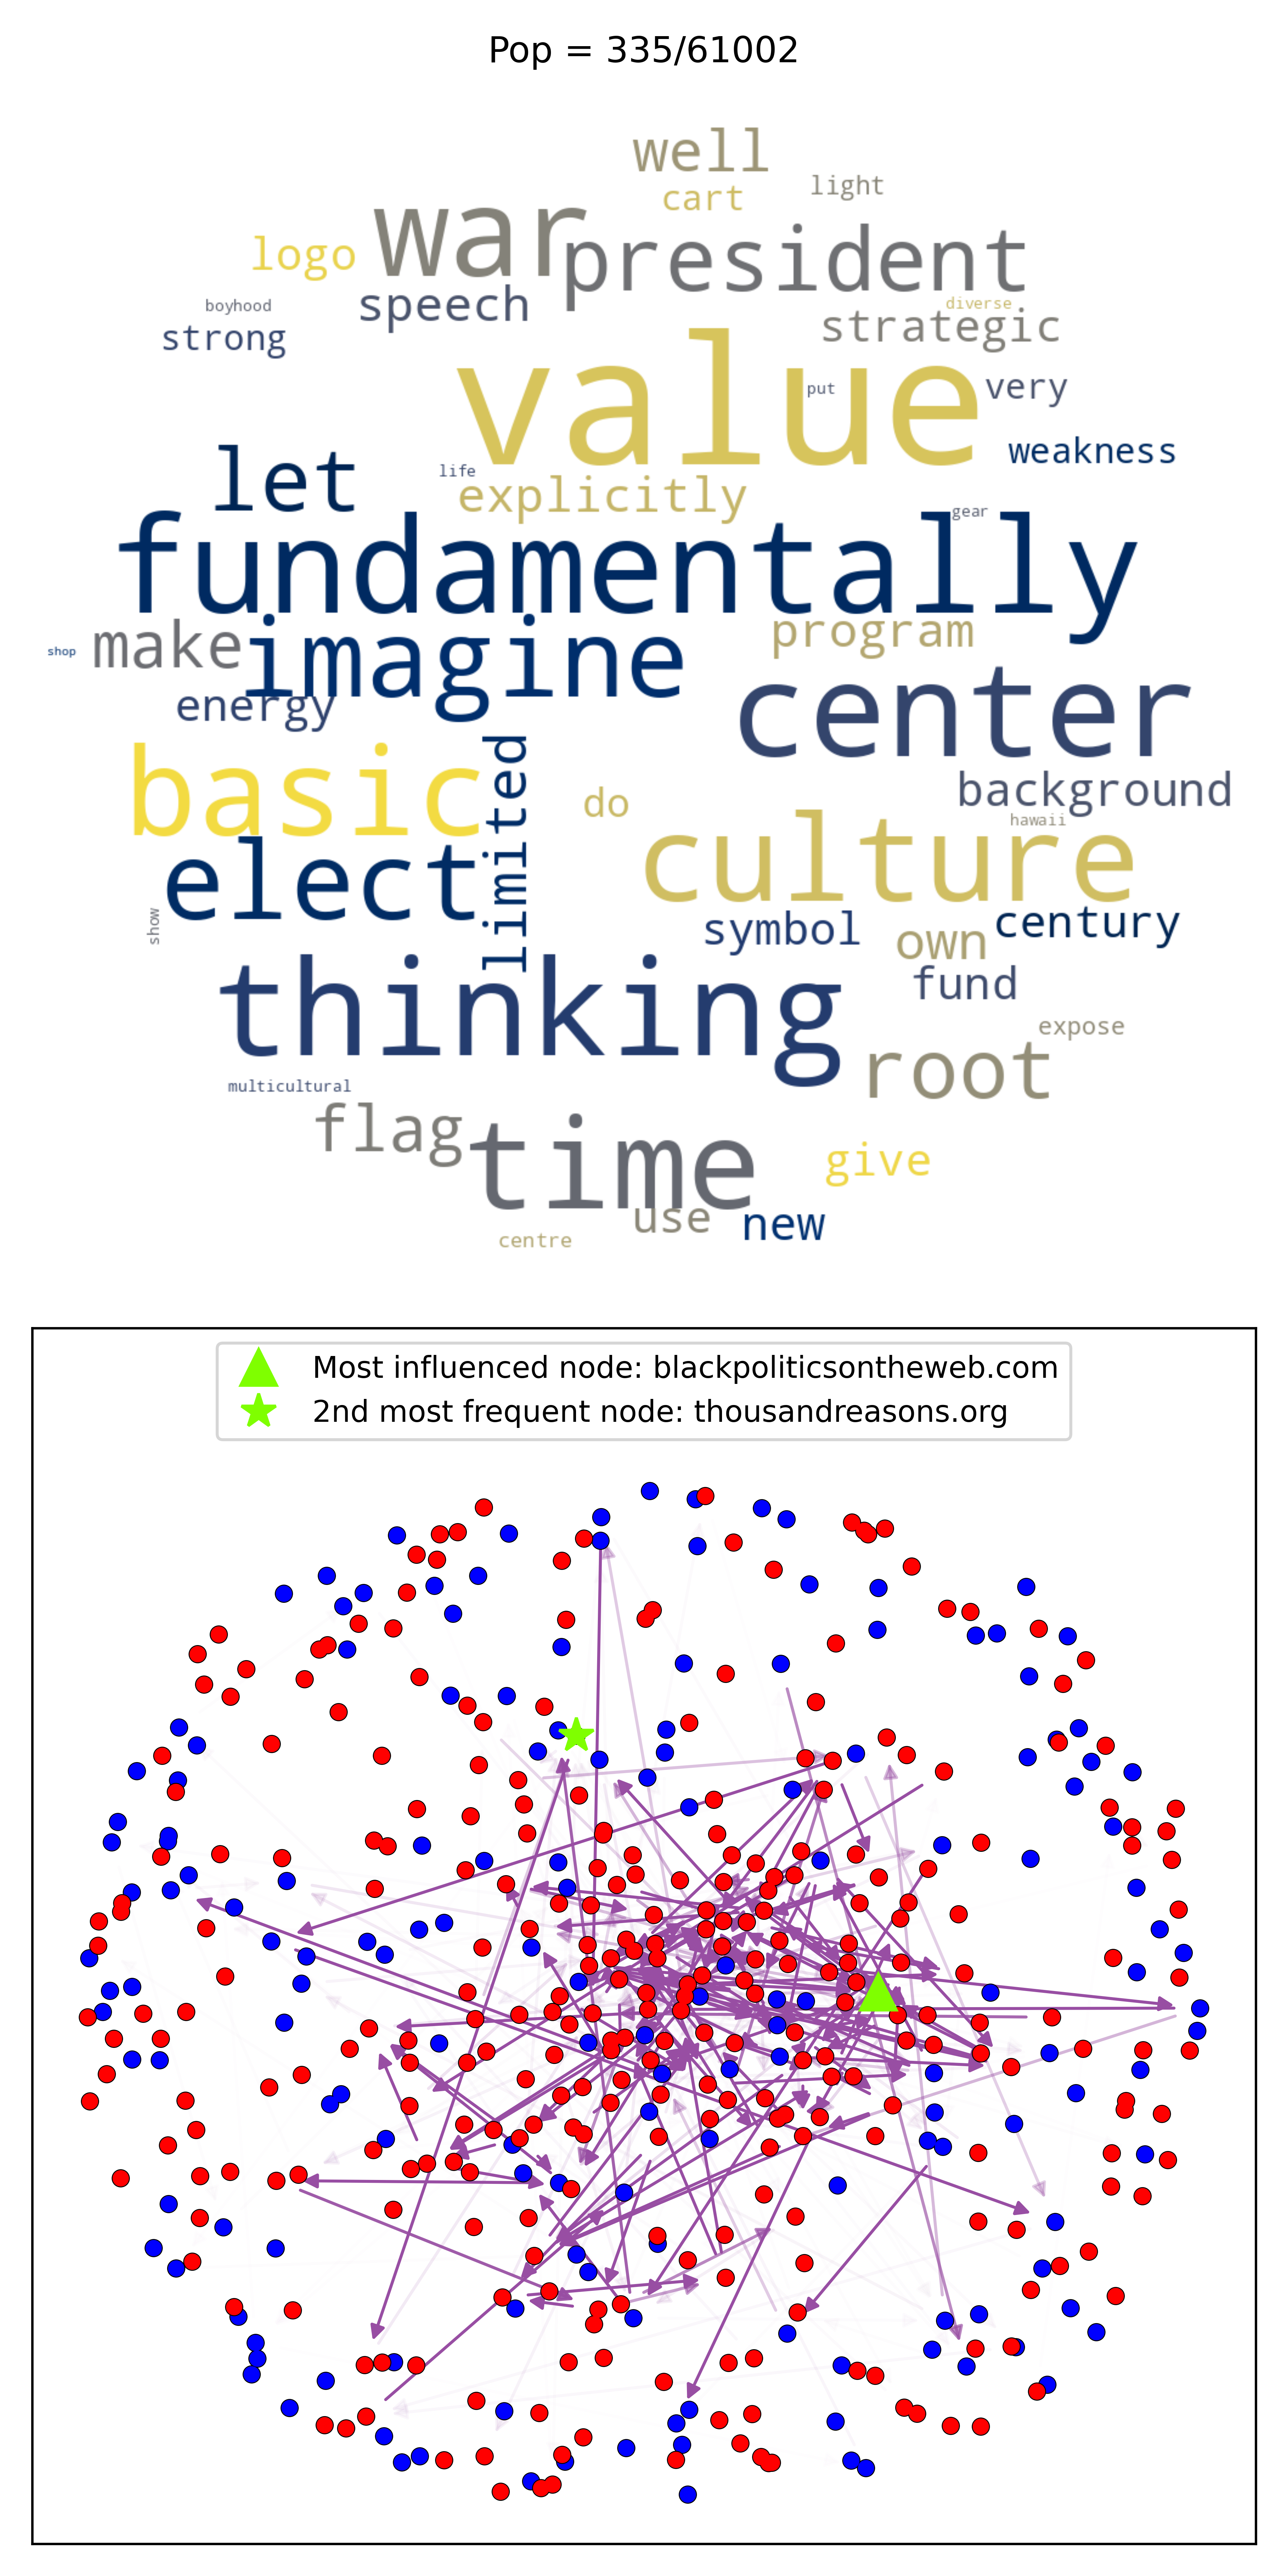 Pop = 335/61002
well
cart
light
war
president
logo
speech
boyhood
diverse
strong
strategic
value
put
very
let
life
weakness
explicitly
gear
fundamentally
make
imagine
program
shop
energy
center
limited
basic
do
background
hawaii
elect
culture
show
symbol
own
century
thinking
fund
expose
root
multicultural
flag
time
give
use
new
centre
Most influenced node: blackpoliticsontheweb.com
2nd most frequent node: thousandreasons.org